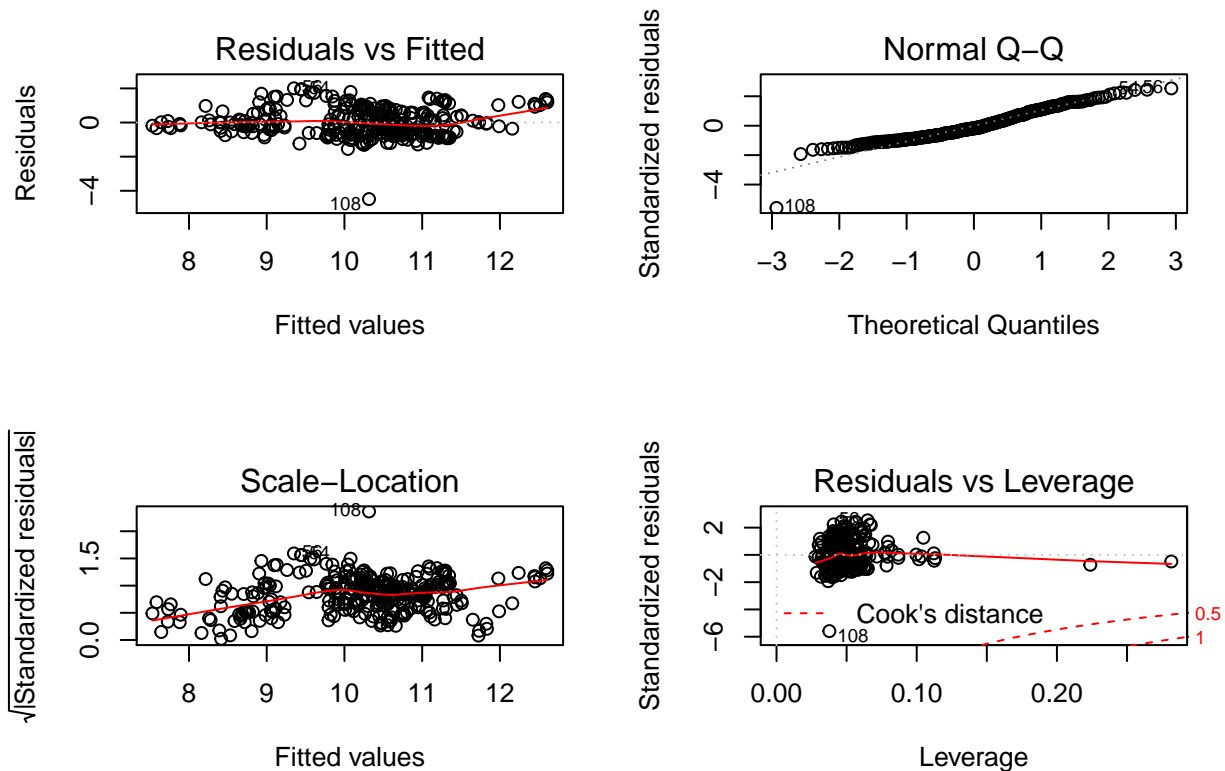 Residuals vs Fitted
Residuals
0
−4
8
9
10
11
12
Fitted values
564
108
Normal Q−Q
Standardized residuals
0
−4
−3
−2
−1
0
1
2
3
Theoretical Quantiles
56
108
Scale−Location
√|Standardized residuals|
1.5
0.0
8
9
10
11
12
Fitted values
108
564
Residuals vs Leverage
Standardized residuals
2
−2
−6
0.00
0.10
0.20
Leverage
Cook's distance
108
0.5
1